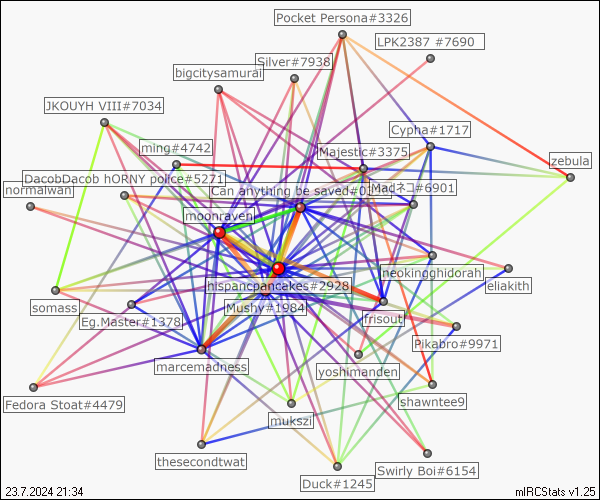 Pocket Persona#3326
LPK2387 #7690
Silver#7938
bigcitysamurai
JKOUYH VIII#7034
Cypha#1717
ming#4742
Majestic#3375
zebula
DacobDacob hORNY police#5271
normalwan
Can anything be saved#0
Madネコ#6901
moonraven
neokingghidorah
hispanicpancakes#2928
eliakith
somass
Mushy#1984
Eg.Master#1378
frisout
Pikabro#9971
marcemadness
yoshimanden
shawntee9
Fedora Stoat#4479
mukszi
thesecondtwat
Swirly Boi#6154
Duck#1245
23.7.2024 21:34
mIRCStats v1.25